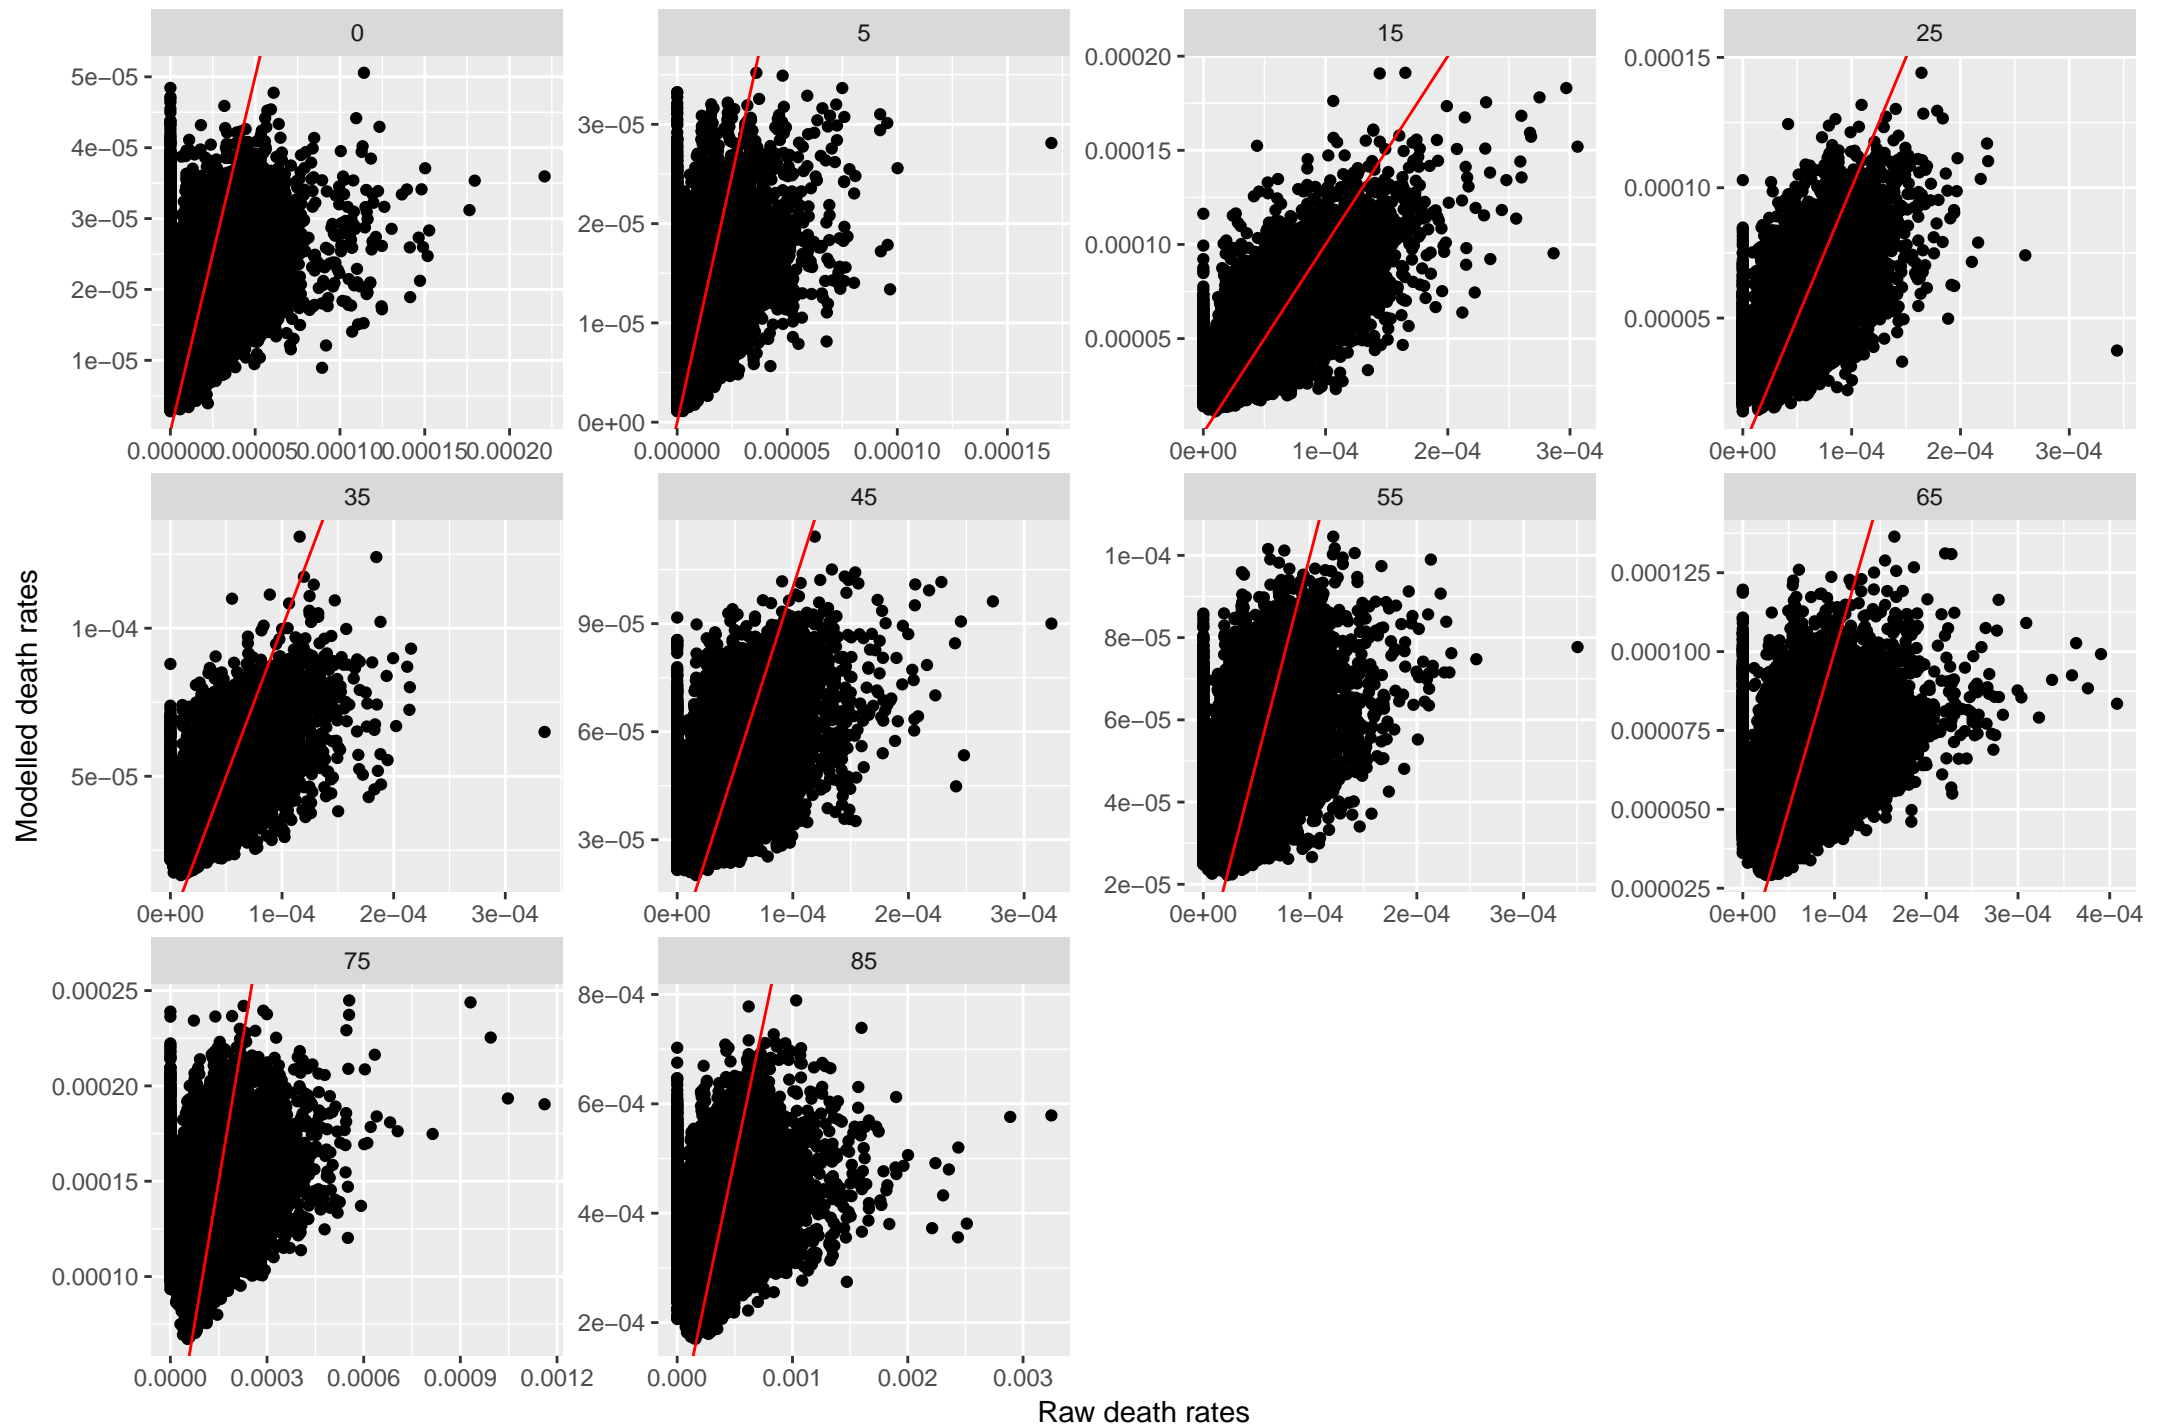 0 5 15 25
5e−05
4e−05
3e−05
2e−05
1e−05
0.00000 0.00005 0.00010 0.00015 0.00020
3e−05
2e−05
1e−05
0e+00
0.00000 0.00005 0.00010 0.00015
0.00020
0.00015
0.00010
0.00005
0e+00 1e−04 2e−04 3e−04
0.00015
0.00010
0.00005
0e+00 1e−04 2e−04 3e−04
35 45 55 65
1e−04
5e−05
0e+00 1e−04 2e−04 3e−04
9e−05
6e−05
3e−05
0e+00 1e−04 2e−04 3e−04
1e−04
8e−05
6e−05
4e−05
2e−05
0e+00 1e−04 2e−04 3e−04
0.000125
0.000100
0.000075
0.000050
0.000025
0e+00 1e−04 2e−04 3e−04 4e−04
75 85
0.00025
0.00020
0.00015
0.00010
0.0000 0.0003 0.0006 0.0009 0.0012
8e−04
6e−04
4e−04
2e−04
0.000 0.001 0.002 0.003
Modelled death rates
Raw death rates